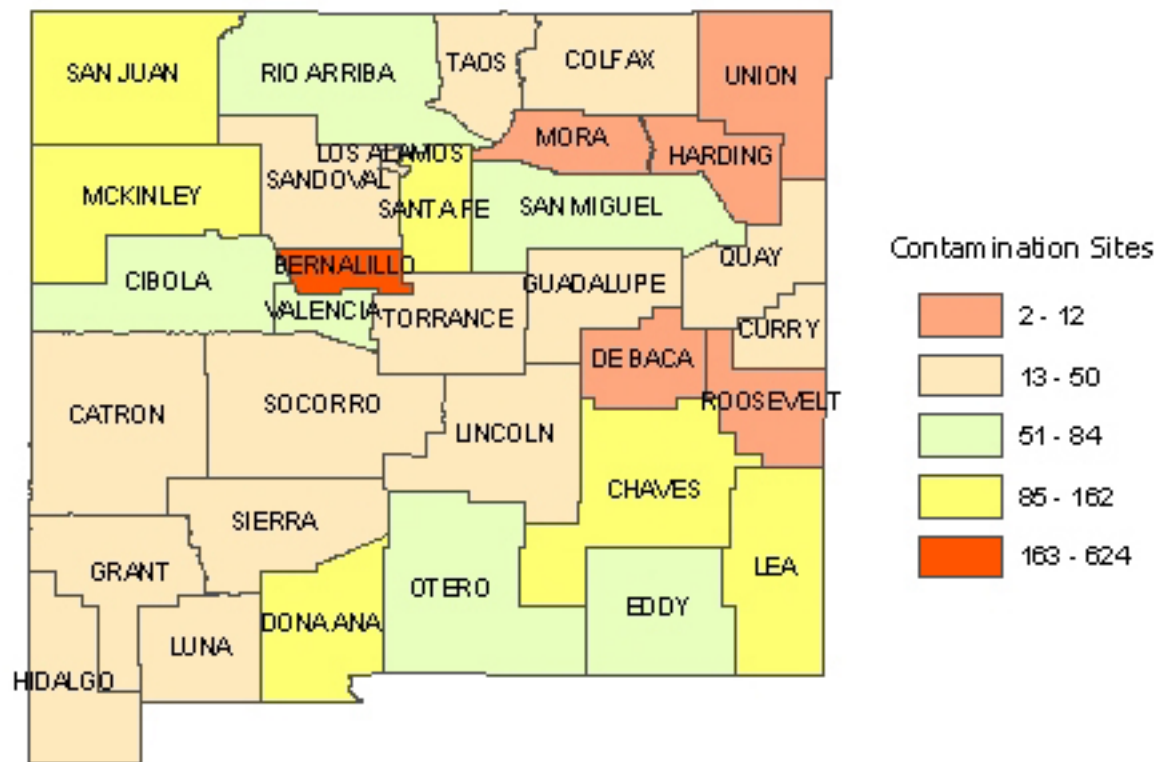 SAN JUAN
RIO ARRIBA
TAOS
COLFAX
UNION
MORA
HARDING
LOS ALAMOS
SANDOVAL
MCKINLEY
SANTA FE
SAN MIGUEL
QUAY
BERNALILLO
CIBOLA
GUADALUPE
VALENCIA
TORRANCE
CURRY
DE BACA
ROOSEVELT
CATRON
SOCORRO
LINCOLN
CHAVES
SIERRA
GRANT
LEA
OTERO
EDDY
DONA ANA
LUNA
HIDALGO
Contamination Sites
2 - 12
13 - 50
51 - 84
85 - 162
163 - 624